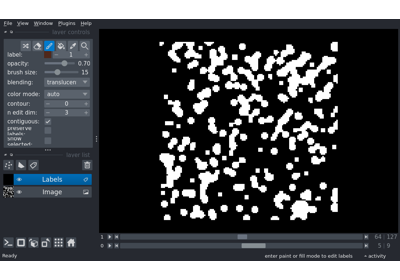 File View Window Plugins Help
layer controls
label: 1
opacity: 0.70
brush size: 15
blending: translucen
color mode: auto
contour: 0
n edit dim: 3
contiguous:
preserve labels:
show selected:
layer list
Labels
Image
1 64 127
0 5 9
Ready enter paint or fill mode to edit labels activity